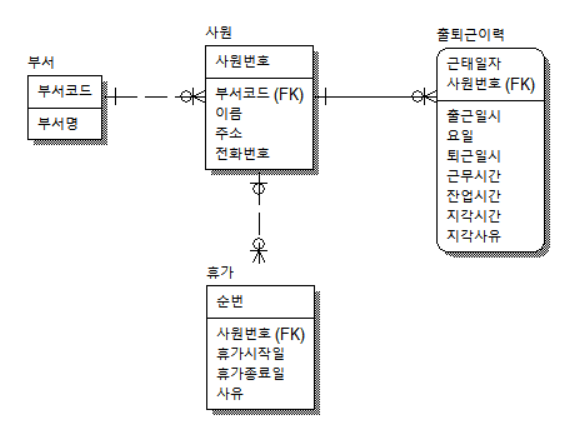 부서
부서코드
부서명
사원
사원번호
부서코드 (FK)
이름
주소
전화번호
출퇴근이력
근태일자
사원번호 (FK)
출근일시
요일
퇴근일시
근무시간
잔업시간
지각시간
지각사유
휴가
순번
사원번호 (FK)
휴가시작일
휴가종료일
사유